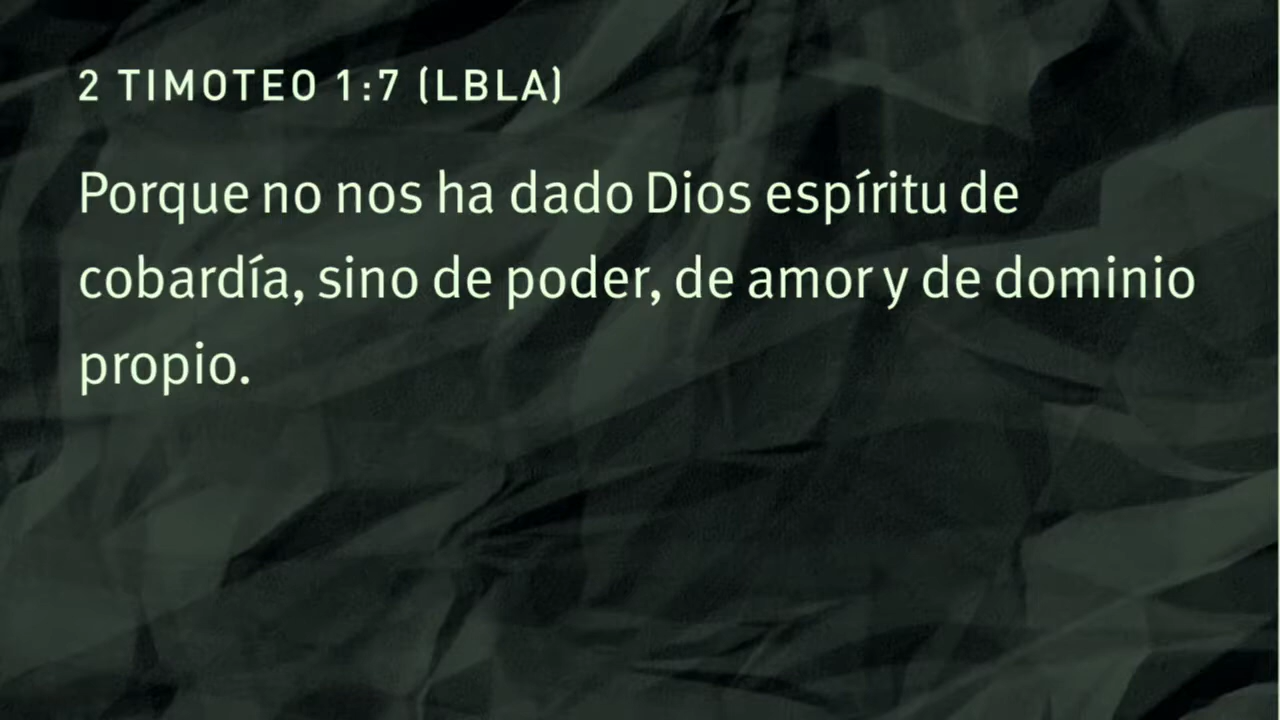 2 TIMOTEO 1:7 (LBLA)
Porque no nos ha dado Dios espíritu de
cobardía, sino de poder, de amor y de dominio
propio.